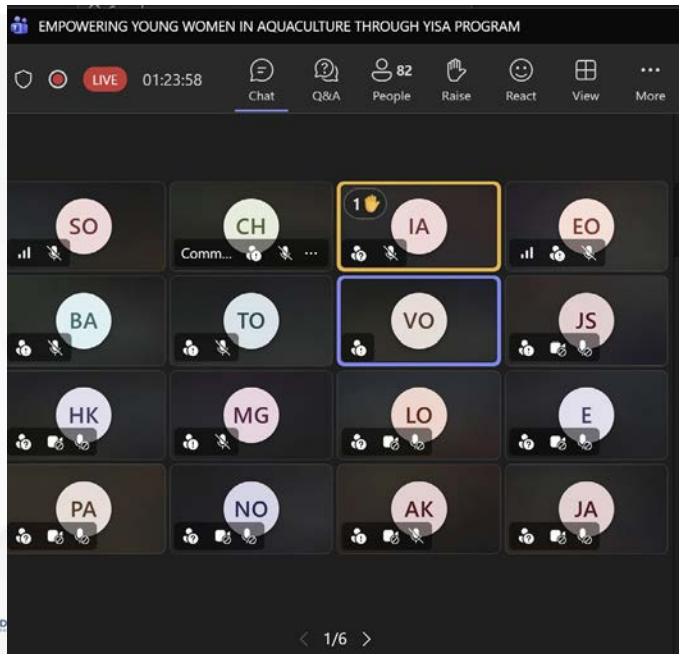 EMPOWERING YOUNG WOMEN IN AQUACULTURE THROUGH YISA PROGRAM
LIVE 01:23:58 Chat Q&A 82 People Raise React View More
SO CH IA EO
Comm... 1
BA TO VO JS
HK MG LO E
PA NO AK JA
1/6